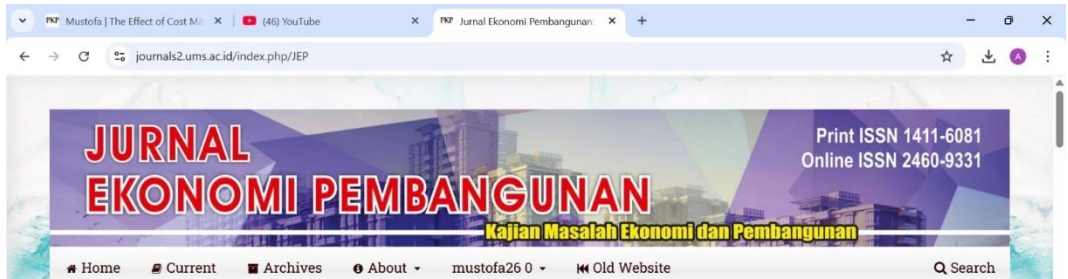 PKP Mustofa | The Effect of Cost Ma
(46) YouTube
PKP Jurnal Ekonomi Pembangunan:
journals2.ums.ac.id/index.php/JEP
A
JURNAL
EKONOMI PEMBANGUNAN
Kajian Masalah Ekonomi dan Pembangunan
Print ISSN 1411-6081
Online ISSN 2460-9331
Home Current Archives About mustofa26 0 Old Website Search